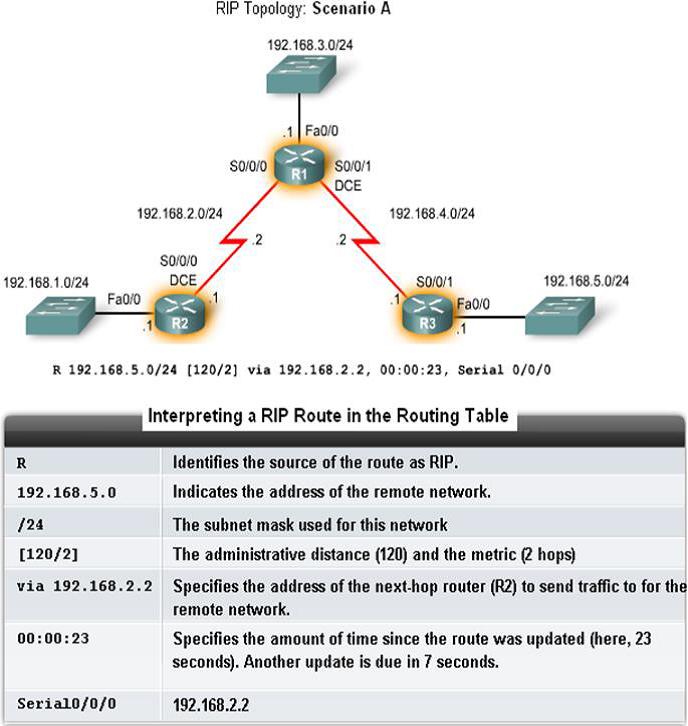 RIP Topology: Scenario A
192.168.3.0/24
.1 Fa0/0
S0/0/0
R1
S0/0/1
DCE
192.168.2.0/24
192.168.4.0/24
.2
.2
S0/0/0
DCE
S0/0/1
192.168.1.0/24
192.168.5.0/24
Fa0/0
.1
.1
Fa0/0
.1
R2
R3
.1
R 192.168.5.0/24 [120/2] via 192.168.2.2, 00:00:23, Serial 0/0/0
Interpreting a RIP Route in the Routing Table
R Identifies the source of the route as RIP.
192.168.5.0 Indicates the address of the remote network.
/24 The subnet mask used for this network
[120/2] The administrative distance (120) and the metric (2 hops)
via 192.168.2.2 Specifies the address of the next-hop router (R2) to send traffic to for the
remote network.
00:00:23 Specifies the amount of time since the route was updated (here, 23
seconds). Another update is due in 7 seconds.
Serial0/0/0 192.168.2.2